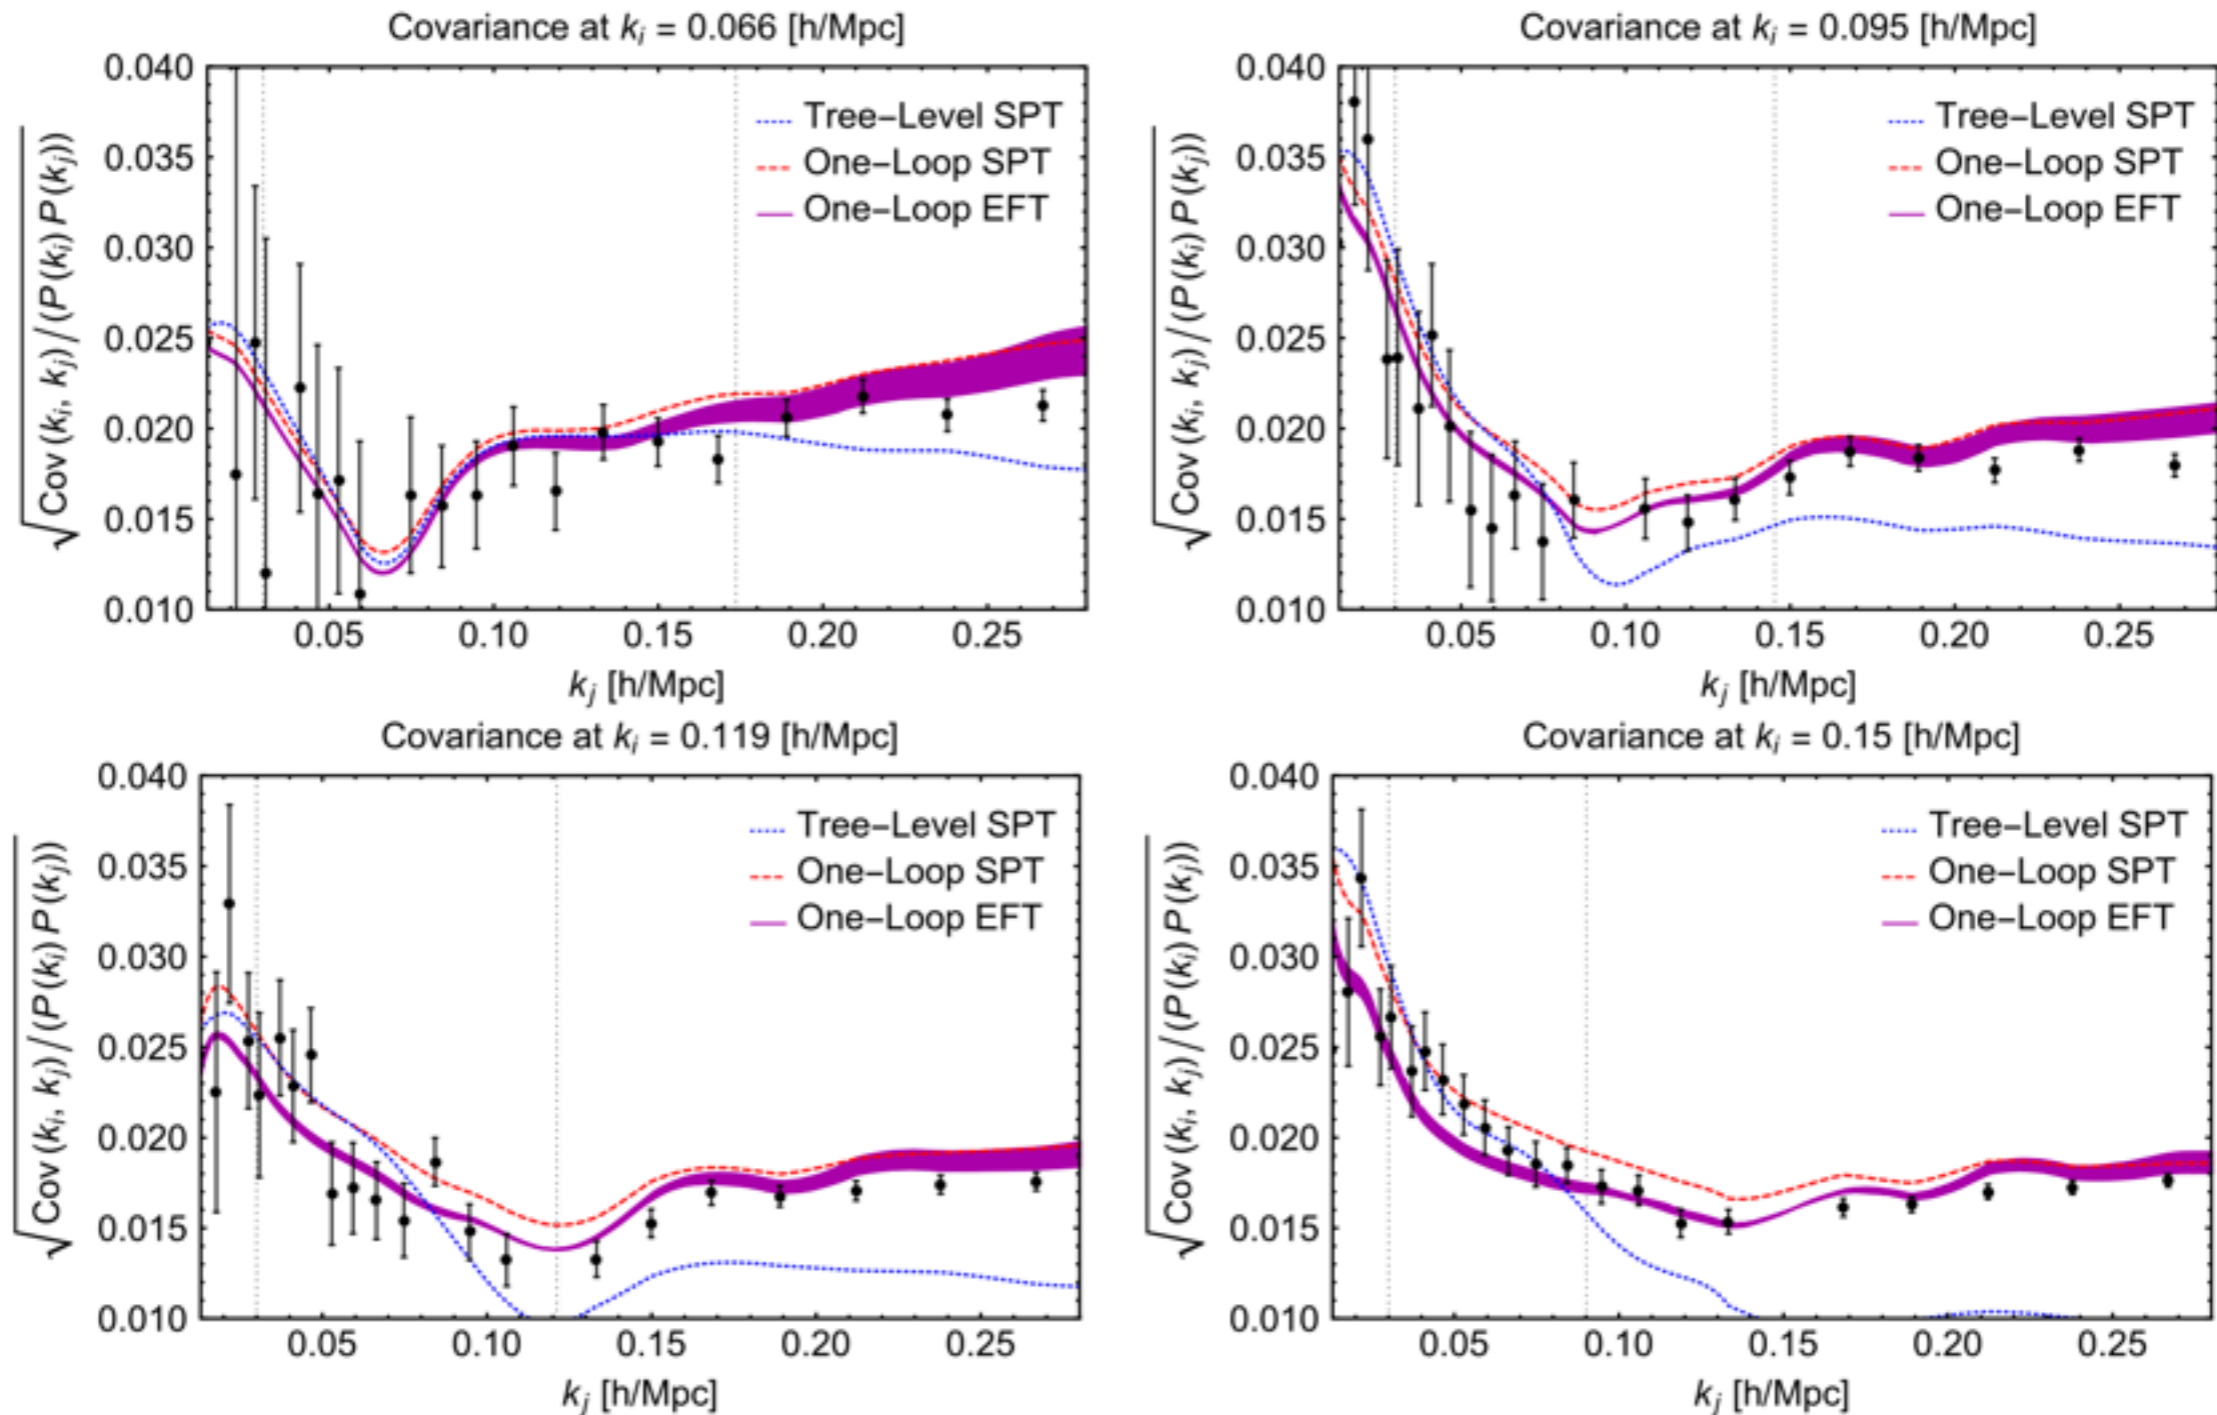 Covariance at k_i = 0.066 [h/Mpc]
√Cov(k_i, k_j)/(P(k_i)P(k_j))
0.040
0.035
0.030
0.025
0.020
0.015
0.010
Tree-Level SPT
One-Loop SPT
One-Loop EFT
0.05 0.10 0.15 0.20 0.25
k_j [h/Mpc]
Covariance at k_i = 0.095 [h/Mpc]
√Cov(k_i, k_j)/(P(k_i)P(k_j))
0.040
0.035
0.030
0.025
0.020
0.015
0.010
Tree-Level SPT
One-Loop SPT
One-Loop EFT
0.05 0.10 0.15 0.20 0.25
k_j [h/Mpc]
Covariance at k_i = 0.119 [h/Mpc]
√Cov(k_i, k_j)/(P(k_i)P(k_j))
0.040
0.035
0.030
0.025
0.020
0.015
0.010
Tree-Level SPT
One-Loop SPT
One-Loop EFT
0.05 0.10 0.15 0.20 0.25
k_j [h/Mpc]
Covariance at k_i = 0.15 [h/Mpc]
√Cov(k_i, k_j)/(P(k_i)P(k_j))
0.040
0.035
0.030
0.025
0.020
0.015
0.010
Tree-Level SPT
One-Loop SPT
One-Loop EFT
0.05 0.10 0.15 0.20 0.25
k_j [h/Mpc]